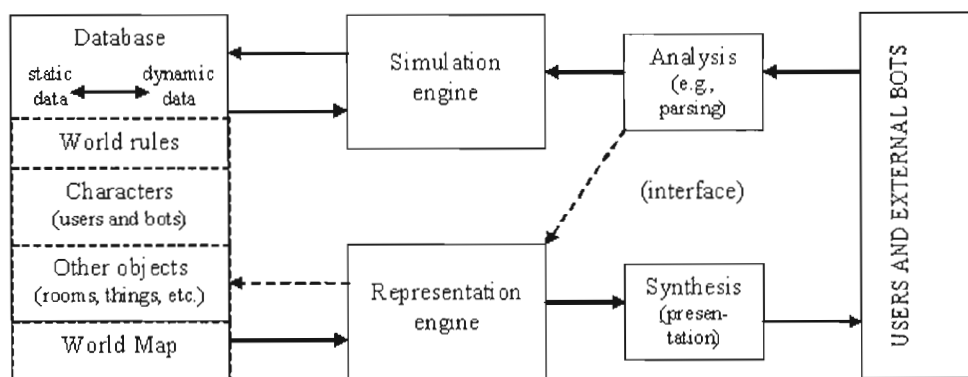 Database
static dynamic
data data
World rules
Characters
(users and bots)
Other objects
(rooms, things, etc.)
World Map
Simulation
engine
Representation
engine
Analysis
(e.g.,
parsing)
(interface)
Synthesis
(presen-
tation)
USERS AND EXTERNAL BOTS